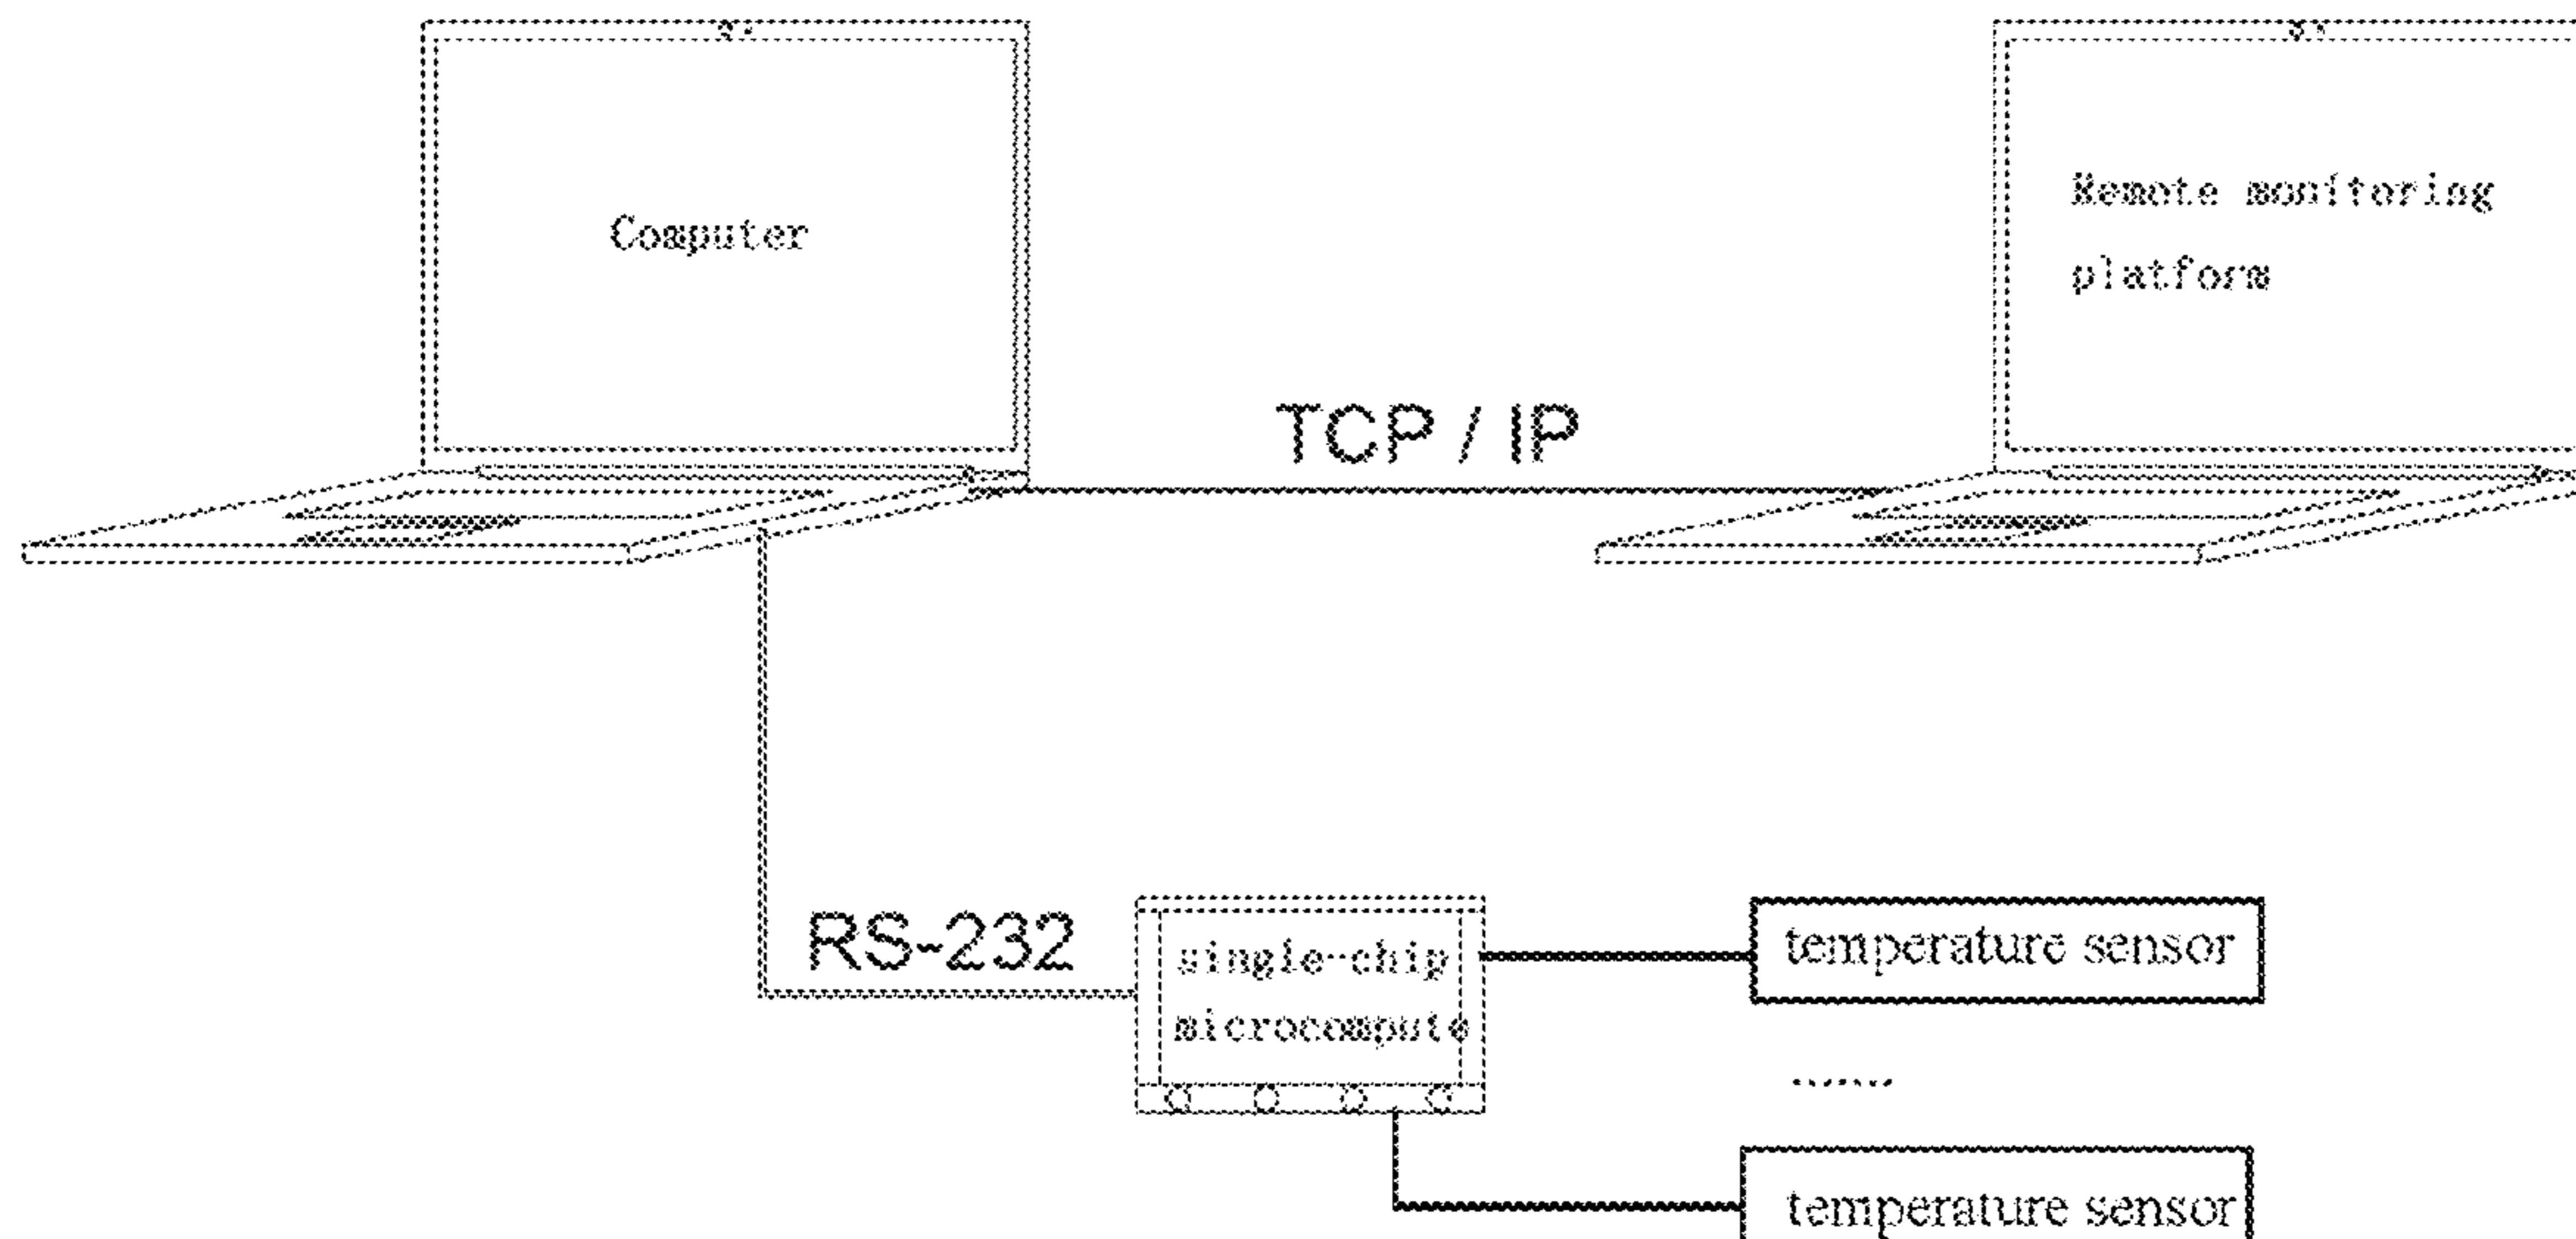 Computer
Remote monitoring
platform
TCP / IP
RS-232
single-chip
microcompute
temperature sensor
.......
temperature sensor